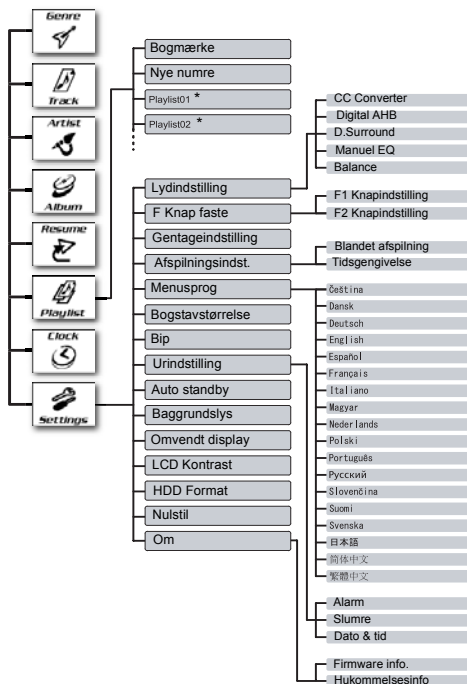 Genre
Track
Artist
Album
Resume
Playlist
Clock
Settings
Bogmærke
Nye numre
Playlist01 *
Playlist02 *
Lydindstilling
F Knap faste
Gentageindstilling
Afspilningsindst.
Menusprog
Bogstavstørrelse
Bip
Urindstilling
Auto standby
Baggrundslys
Omvendt display
LCD Kontrast
HDD Format
Nulstil
Om
CC Converter
Digital AHB
D.Surround
Manuel EQ
Balance
F1 Knapindstilling
F2 Knapindstilling
Blandet afspilning
Tidsgengivelse
Čeština
Dansk
Deutsch
English
Español
Français
Italiano
Magyar
Nederlands
Polski
Português
Русский
Slovenčina
Suomi
Svenska
日本語
简体中文
繁體中文
Alarm
Slumre
Dato & tid
Firmware info.
Hukommelsesinfo